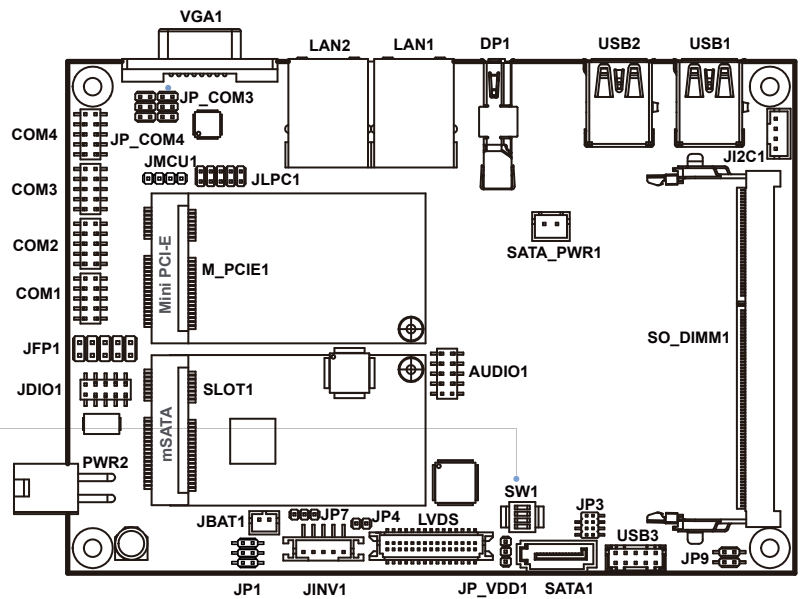 VGA1
LAN2
LAN1
DP1
USB2
USB1
JP_COM3
COM4
JP_COM4
JI2C1
JMCU1
JLPC1
COM3
COM2
SATA_PWR1
Mini PCI-E
M_PCIE1
COM1
SO_DIMM1
JFP1
AUDIO1
JDIO1
SLOT1
mSATA
PWR2
SW1
JP3
JBAT1
JP7
JP4
LVDS
USB3
JP9
JP1
JINV1
JP_VDD1
SATA1